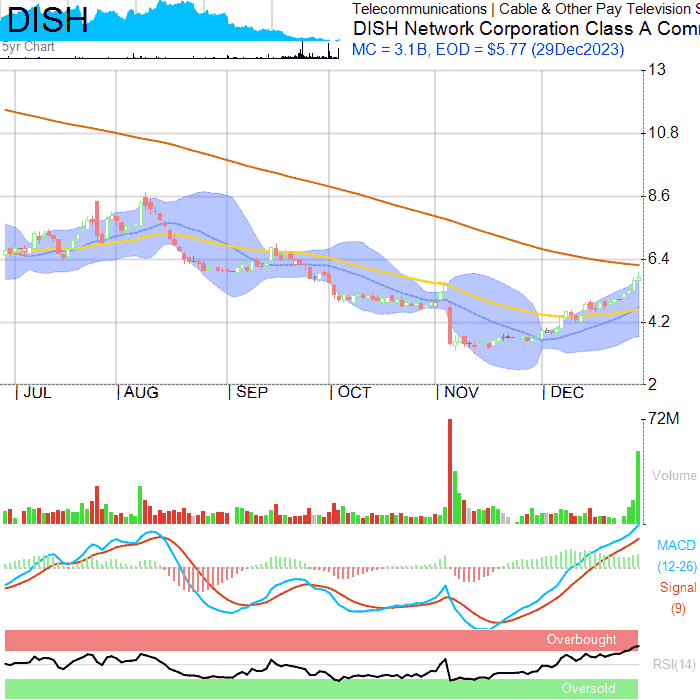 DISH
5yr Chart
Telecommunications | Cable & Other Pay Television S
DISH Network Corporation Class A Comm
MC = 3.1B, EOD = $5.77 (29Dec2023)
13
10.8
8.6
6.4
4.2
2
JUL AUG SEP OCT NOV DEC
72M
Volume
MACD
(12-26)
Signal
(9)
Overbought
RSI(14)
Oversold